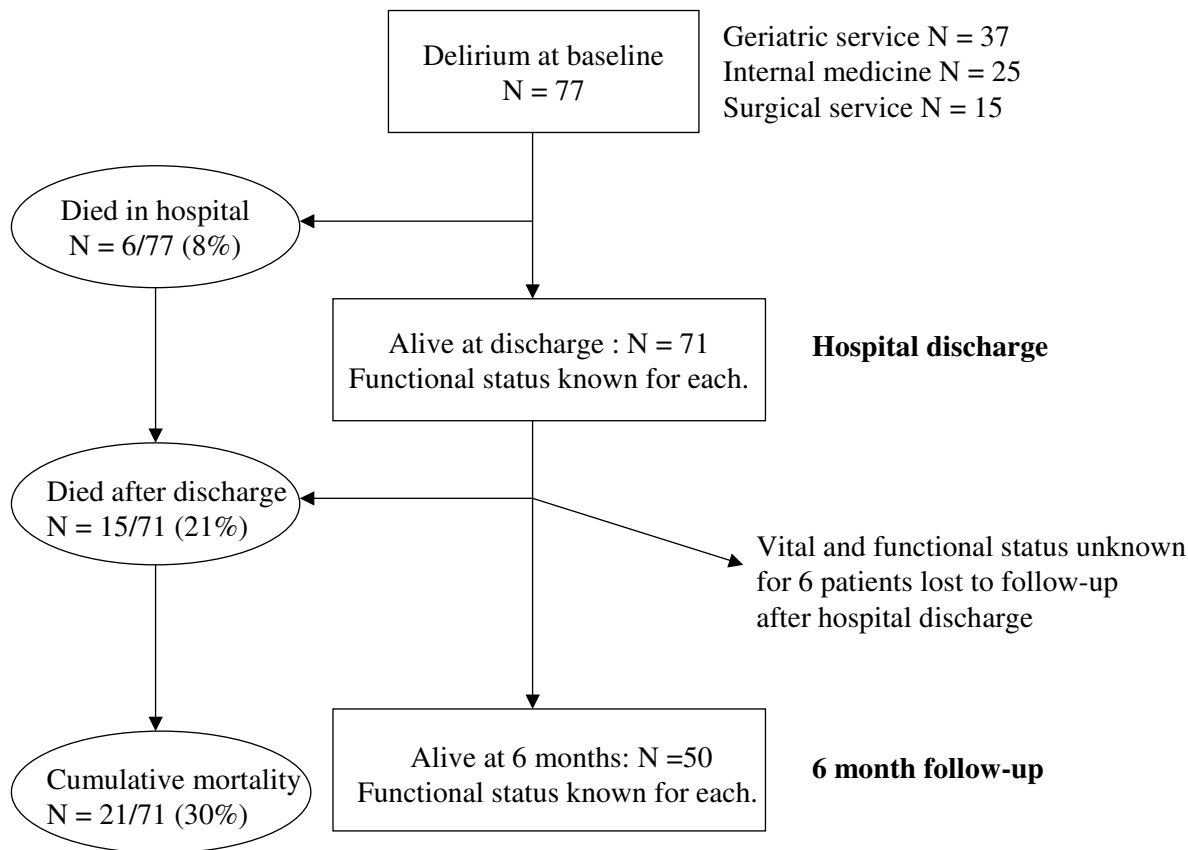 Delirium at baseline
N = 77
Geriatric service N = 37
Internal medicine N = 25
Surgical service N = 15
Died in hospital
N = 6/77 (8%)
Alive at discharge : N = 71
Functional status known for each.
Hospital discharge
Died after discharge
N = 15/71 (21%)
Vital and functional status unknown
for 6 patients lost to follow-up
after hospital discharge
Cumulative mortality
N = 21/71 (30%)
Alive at 6 months: N =50
Functional status known for each.
6 month follow-up